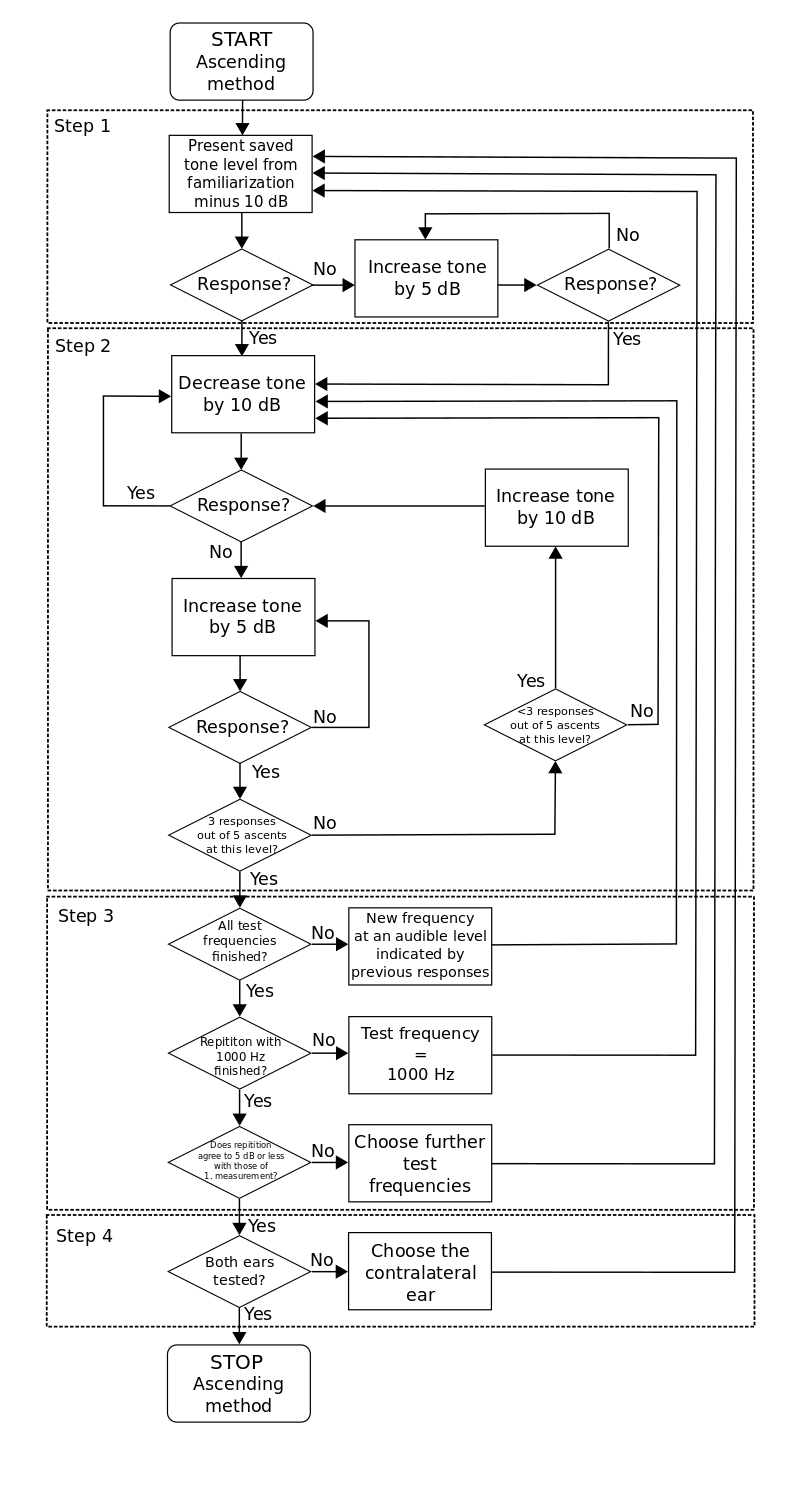 START
Ascending
method
Step 1
Present saved
tone level from
familiarization
minus 10 dB
Response?
No
Increase tone
by 5 dB
Response?
No
Yes
Yes
Step 2
Decrease tone
by 10 dB
Response?
Yes
No
Increase tone
by 10 dB
Increase tone
by 5 dB
Response?
No
Yes
<3 responses
out of 5 ascents
at this level?
Yes
No
3 responses
out of 5 ascents
at this level?
No
Yes
Step 3
All test
frequencies
finished?
No
New frequency
at an audible level
indicated by
previous responses
Yes
Repititon with
1000 Hz
finished?
No
Test frequency
=
1000 Hz
Yes
Does repitition
agree to 5 dB or less
with those of
1. measurement?
No
Choose further
test
frequencies
Yes
Step 4
Both ears
tested?
No
Choose the
contralateral
ear
Yes
STOP
Ascending
method